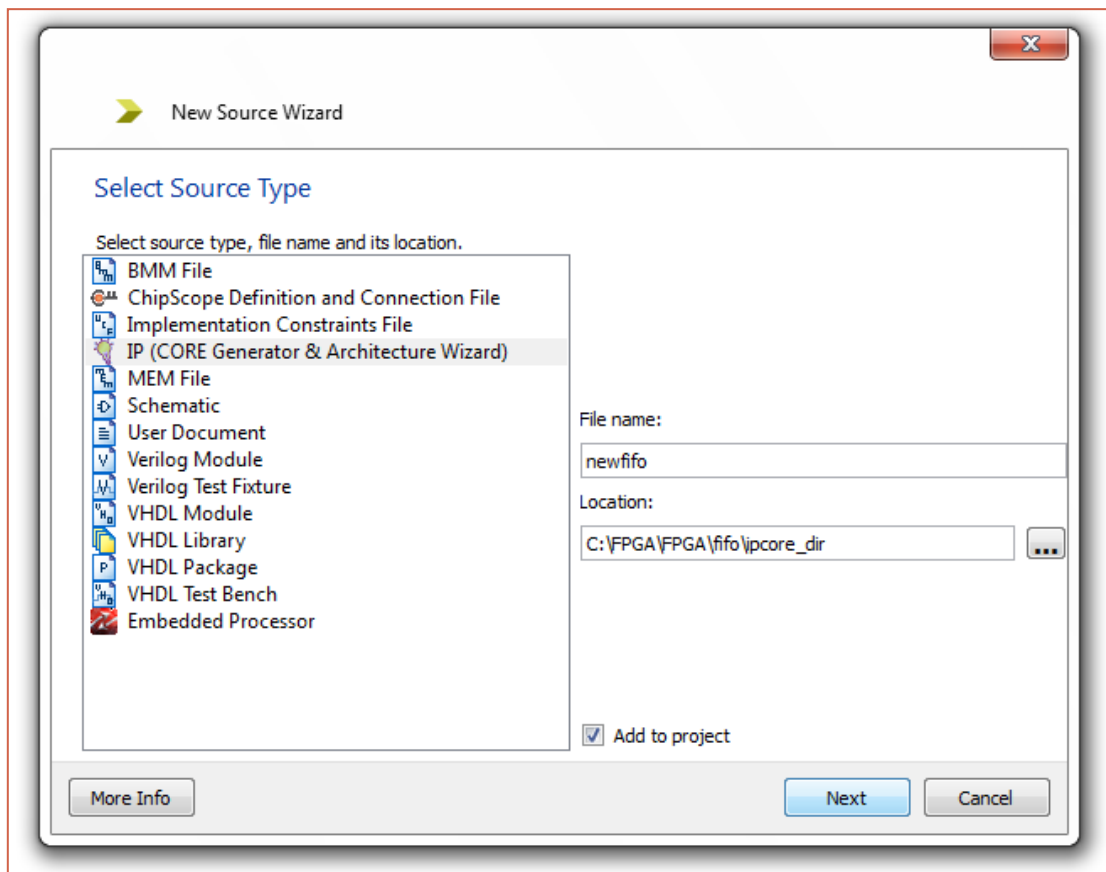 New Source Wizard
Select Source Type
Select source type, file name and its location.
BMM File
ChipScope Definition and Connection File
Implementation Constraints File
IP (CORE Generator & Architecture Wizard)
MEM File
Schematic
User Document
Verilog Module
Verilog Test Fixture
VHDL Module
VHDL Library
VHDL Package
VHDL Test Bench
Embedded Processor
File name:
newfifo
Location:
C:\FPGA\FPGA\fifo\ipcore_dir
...
Add to project
More Info
Next
Cancel